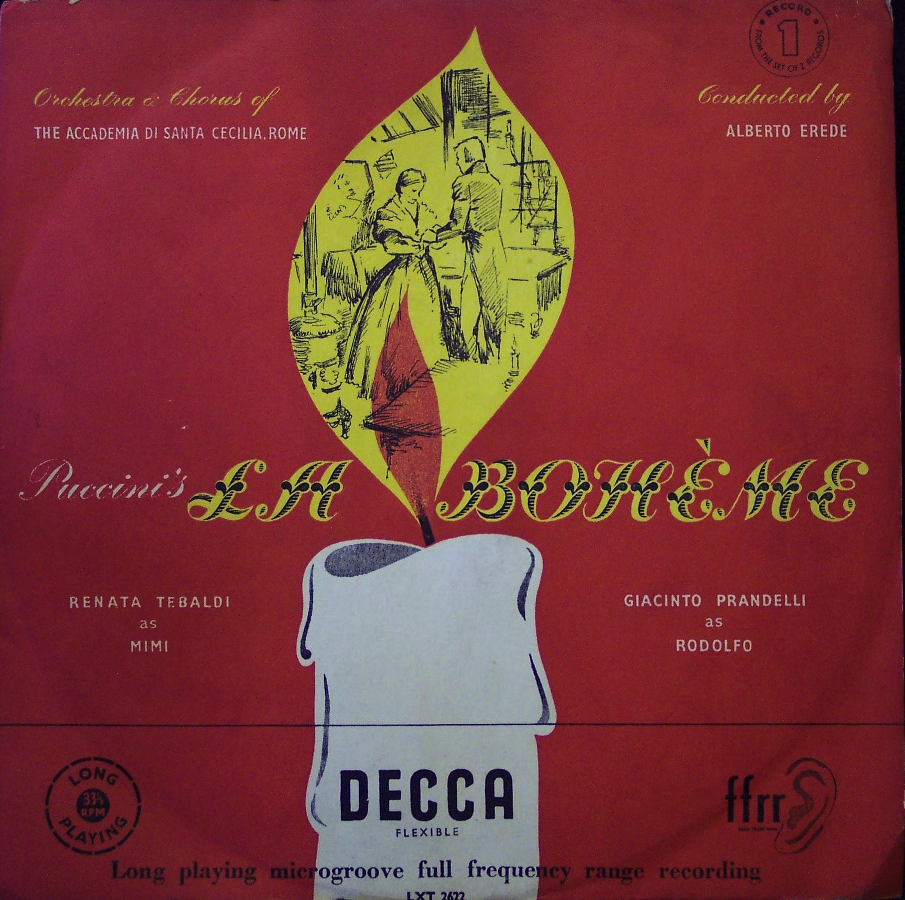 RECORD
1
FROM THE SET OF 2 RECORDS
Orchestra & Chorus of
THE ACCADEMIA DI SANTA CECILIA, ROME
Conducted by
ALBERTO EREDE
Puccini's LA BOHÈME
RENATA TEBALDI
as
MIMI
GIACINTO PRANDELLI
as
RODOLFO
LONG
33⅓
RPM
PLAYING
DECCA
FLEXIBLE
ffrr
Long playing microgroove full frequency range recording
LXT 2622